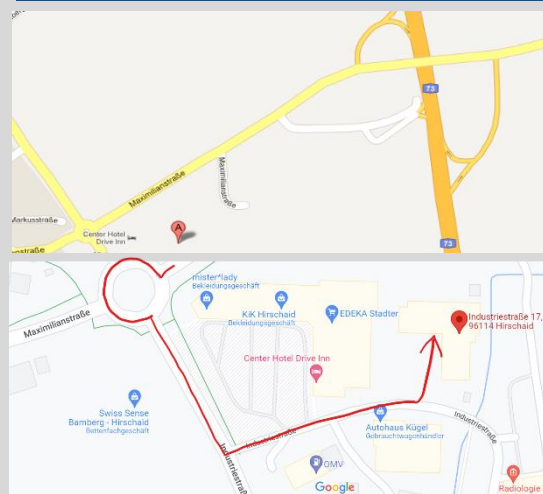 73
Maximilianstraße
Maximilianstraße
Markusstraße
A
Center Hotel
Drive Inn
73
mister*lady
Bekleidungsgeschäft
KiK Hirschaid
Bekleidungsgeschäft
EDEKA Stadter
Industriestraße 17,
96114 Hirschaid
Maximilianstraße
Center Hotel Drive Inn
Swiss Sense
Bamberg - Hirschaid
Bettenfachgeschäft
Autohaus Kügel
Gebrauchtwagenhändler
Industriestraße
Industriestraße
Industriestraße
OMV
Google
Radiologie